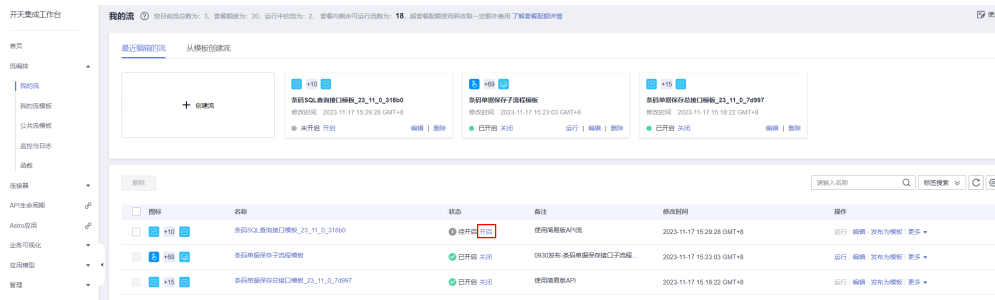 开天集成工作台
我的流 您目前流总数为：3，套餐额度为：20，运行中的流为：2，套餐内剩余可运行流数为：18，超套餐配额使用将收取一定额外费用 了解套餐配额详情
首页
流编排
我的流
我的流模板
公共流模板
监控与日志
函数
连接器
API生命周期
Astro应用
业务可视化
应用模型
管理
最近编辑的流 从模板创建流
+ 创建流
+10
条码SQL查询接口模板_23_11_0_318b0
修改时间 2023-11-17 15:29:28 GMT+8
未开启 开启 编辑 | 删除
+69
条码单据保存子流程模板
修改时间 2023-11-17 15:23:03 GMT+8
已开启 关闭 运行 | 编辑 | 删除
+15
条码单据保存总接口模板_23_11_0_7d997
修改时间 2023-11-17 15:18:22 GMT+8
已开启 关闭 编辑 | 删除
删除 请输入名称 标签搜索
图标 名称 状态 备注 修改时间 操作
+10 条码SQL查询接口模板_23_11_0_318b0 待开启 开启 使用简易版API流 2023-11-17 15:29:28 GMT+8 运行 | 编辑 | 发布为模板 | 更多
+69 条码单据保存子流程模板 已开启 关闭 0930发布-条码单据保存接口子流程... 2023-11-17 15:23:03 GMT+8 运行 | 编辑 | 发布为模板 | 更多
+15 条码单据保存总接口模板_23_11_0_7d997 已开启 关闭 使用简易版API 2023-11-17 15:18:22 GMT+8 运行 | 编辑 | 发布为模板 | 更多